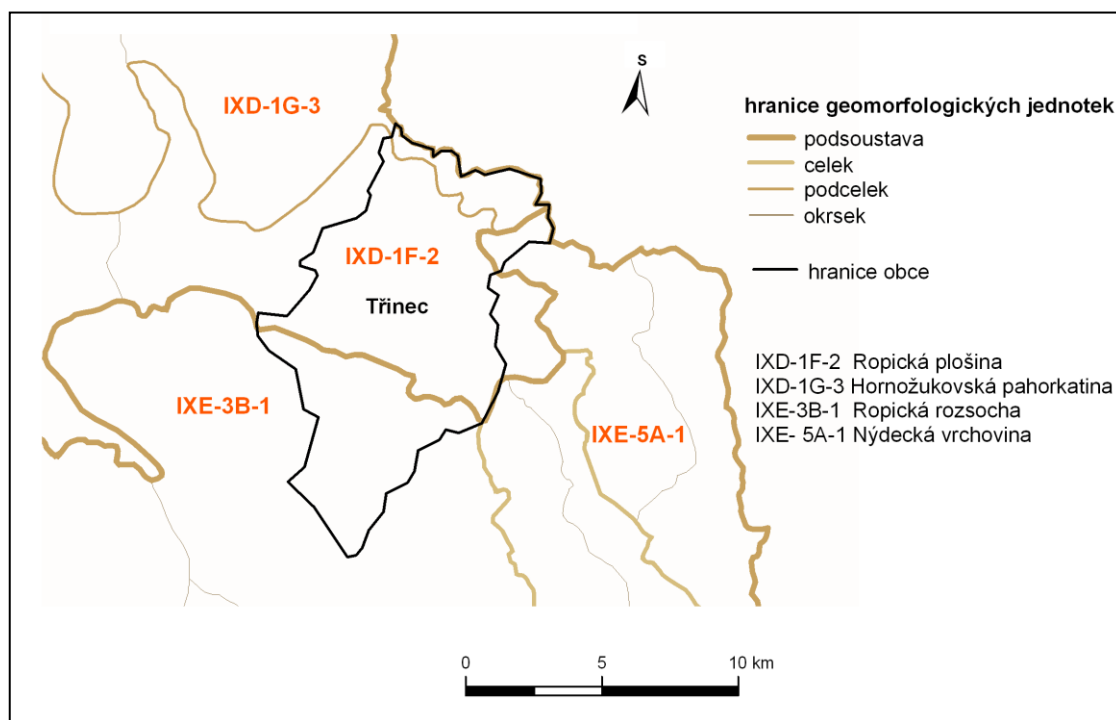 IXD-1G-3
S
hranice geomorfologických jednotek
podsoustava
celek
podcelek
okrsek
IXD-1F-2
hranice obce
Třinec
IXD-1F-2 Ropická plošina
IXD-1G-3 Hornožukovská pahorkatina
IXE-3B-1 Ropická rozsocha
IXE- 5A-1 Nýdecká vrchovina
IXE-3B-1
IXE-5A-1
0 5 10 km